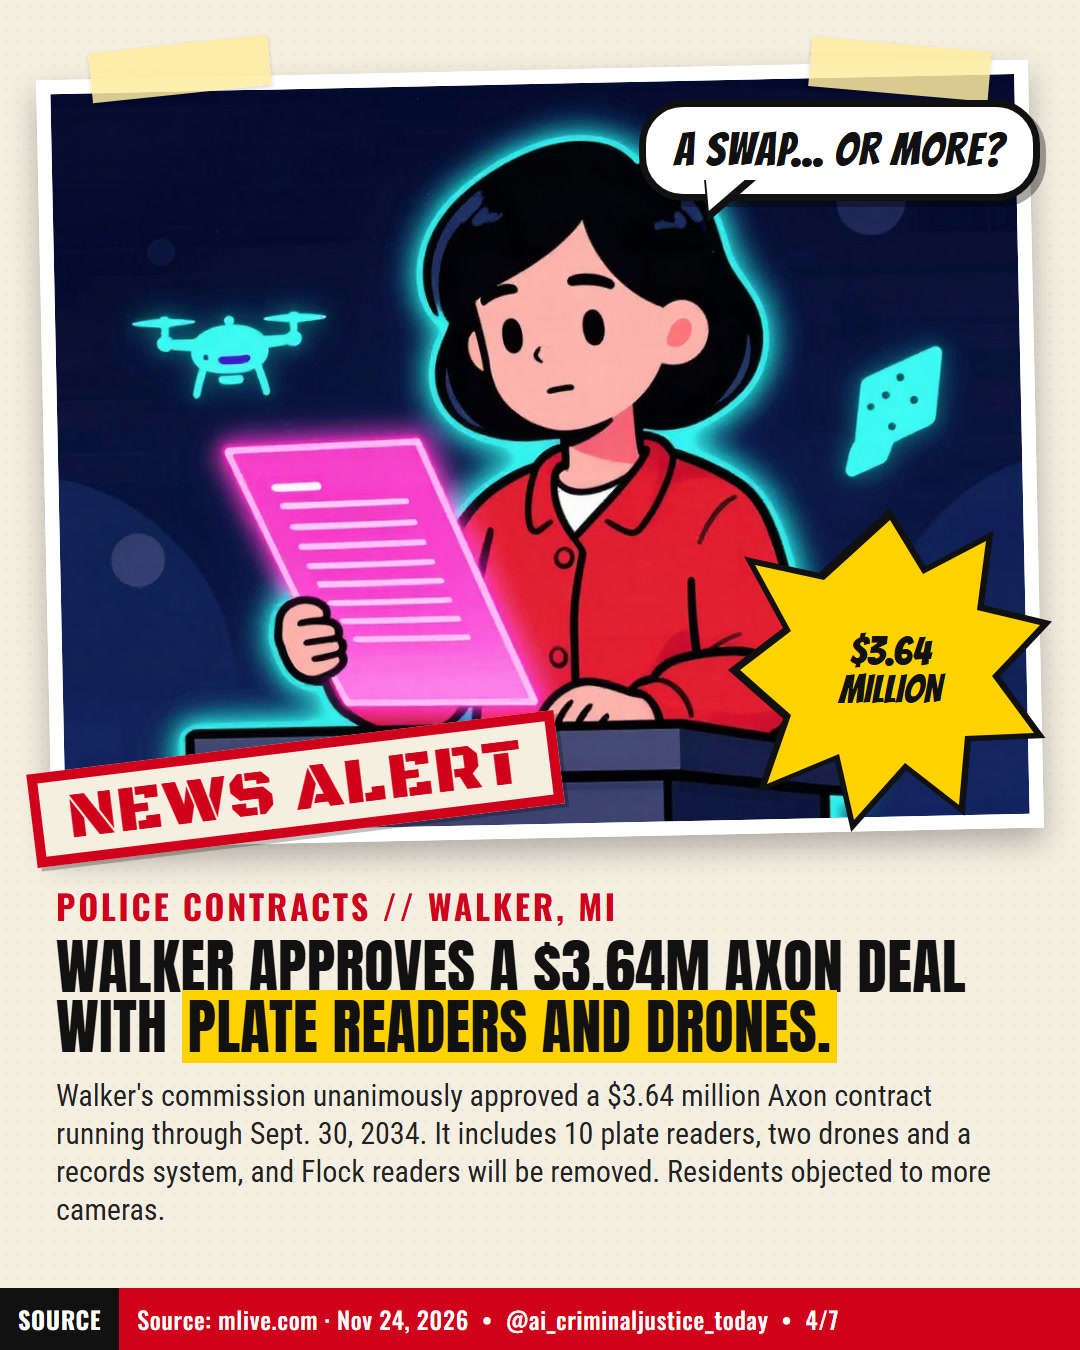 A SWAP... OR MORE?
$3.64
MILLION
NEWS ALERT
POLICE CONTRACTS // WALKER, MI
WALKER APPROVES A $3.64M AXON DEAL
WITH PLATE READERS AND DRONES.
Walker's commission unanimously approved a $3.64 million Axon contract
running through Sept. 30, 2034. It includes 10 plate readers, two drones and a
records system, and Flock readers will be removed. Residents objected to more
cameras.
SOURCE Source: mlive.com · Nov 24, 2026 • @ai_criminaljustice_today • 4/7